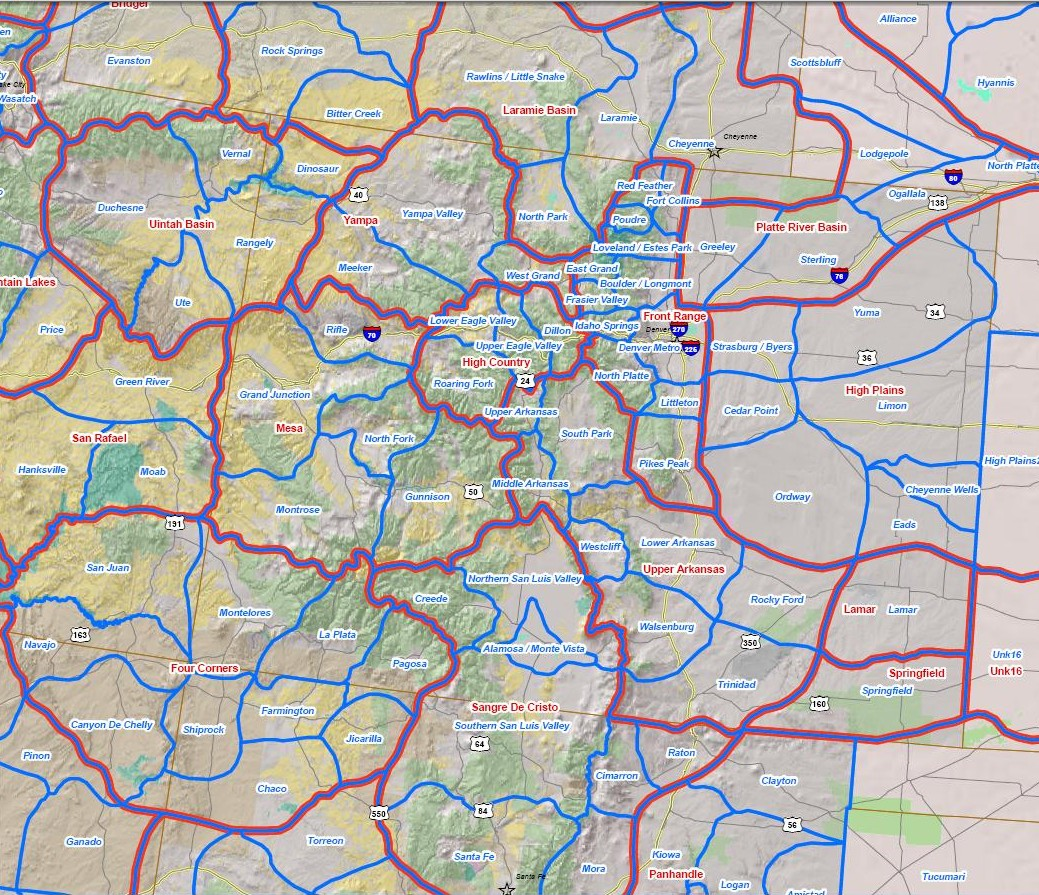 Bridger
Alliance
Rock Springs
Evanston
Scottsbluff
Rawlins / Little Snake
Hyannis
Wasatch
Laramie Basin
Bitter Creek
Laramie
Cheyenne
Cheyenne
Vernal
Lodgepole
North Platte
Dinosaur
80
Red Feather
40
Ogallala
138
Fort Collins
Duchesne
Uintah Basin
Yampa
Yampa Valley
North Park
Poudre
Platte River Basin
Rangely
Loveland / Estes Park
Greeley
Sterling
Meeker
West Grand
East Grand
76
Boulder / Longmont
ntain Lakes
Ute
Frasier Valley
Yuma
34
Price
Rifle
70
Lower Eagle Valley
Dillon
Idaho Springs
Front Range
Denver
270
Upper Eagle Valley
Denver Metro
225
Strasburg / Byers
36
High Country
Green River
Roaring Fork
24
North Platte
High Plains
Grand Junction
Littleton
Limon
Cedar Point
Upper Arkansas
San Rafael
Mesa
North Fork
South Park
Hanksville
Moab
Pikes Peak
High Plains2
Gunnison
50
Middle Arkansas
Ordway
Cheyenne Wells
Montrose
191
Eads
Westcliff
Lower Arkansas
San Juan
Northern San Luis Valley
Upper Arkansas
Creede
Rocky Ford
Montelores
Lamar
Lamar
Walsenburg
La Plata
163
Navajo
350
Alamosa / Monte Vista
Unk16
Pagosa
Four Corners
Springfield
Unk16
Trinidad
Springfield
Sangre De Cristo
160
Farmington
Canyon De Chelly
Shiprock
Southern San Luis Valley
Jicarilla
64
Pinon
Raton
Cimarron
Clayton
Chaco
550
84
56
Ganado
Torreon
Santa Fe
Kiowa
Mora
Panhandle
Santa Fe
Logan
Tucumari
Amistad